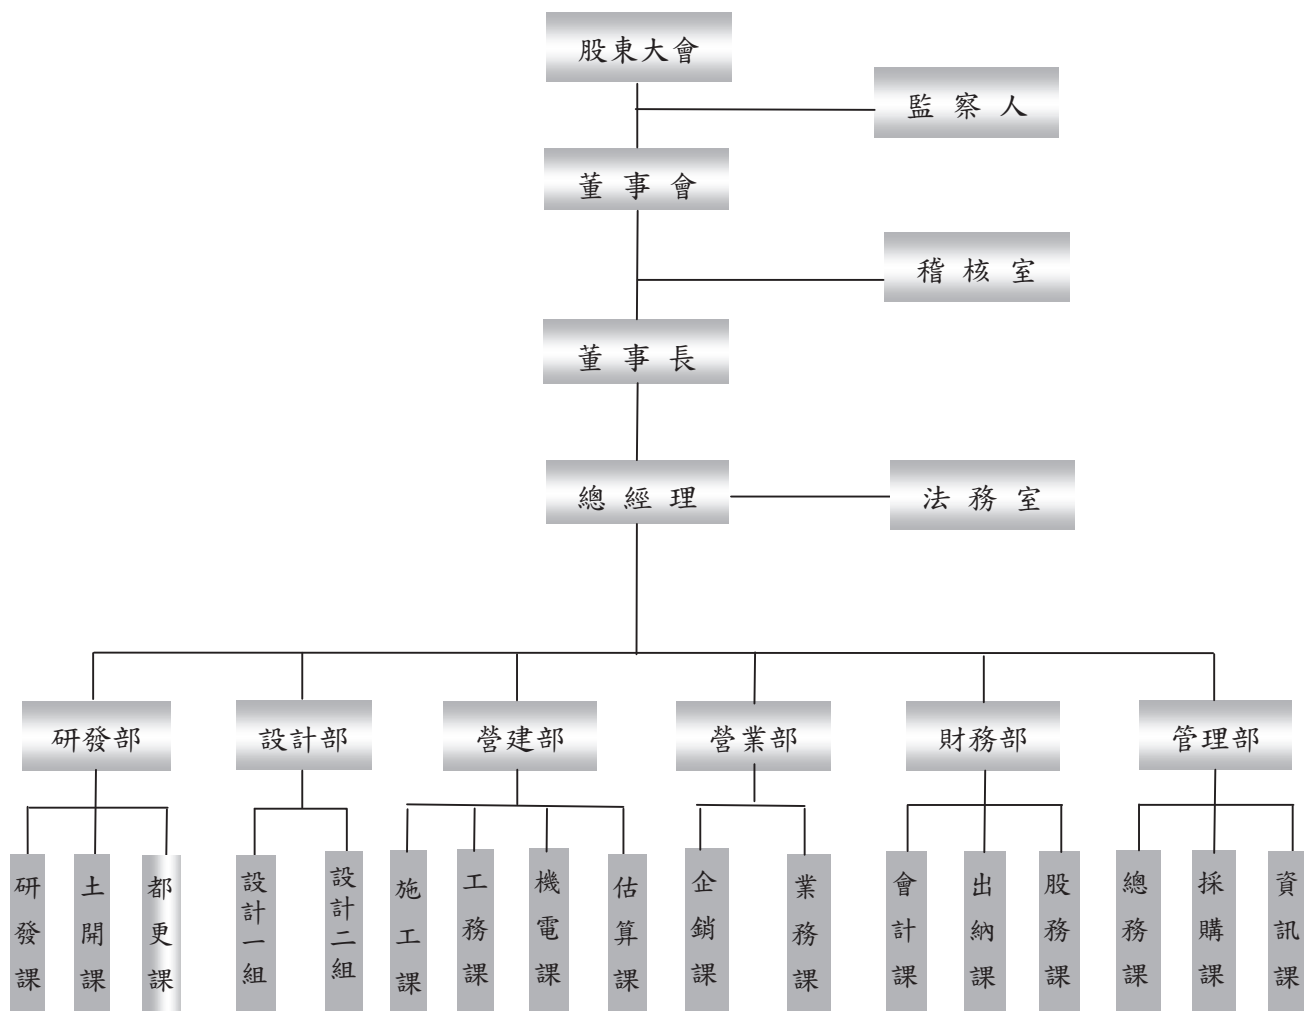 股東大會
監察人
董事會
稽核室
董事長
總經理
法務室
研發部
設計部
營建部
營業部
財務部
管理部
研發課
土開課
都更課
設計一組
設計二組
施工課
工務課
機電課
估算課
企銷課
業務課
會計課
出納課
股務課
總務課
採購課
資訊課